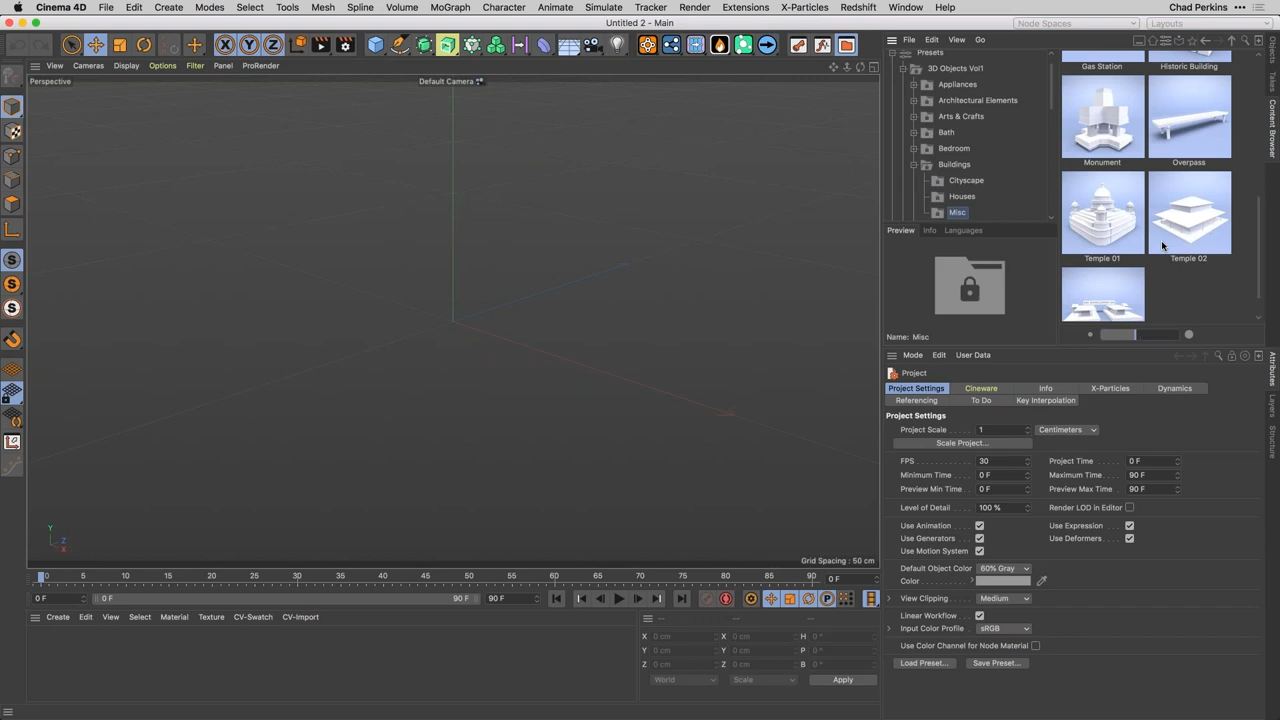 Cinema 4D File Edit Create Modes Select Tools Mesh Spline Volume MoGraph Character Animate Simulate Tracker Render Extensions X-Particles Redshift Window Help Chad Perkins
Untitled 2 - Main
Node Spaces Layouts
File Edit View Go
View Cameras Display Options Filter Panel ProRender
Perspective
Default Camera
Presets
3D Objects Vol1
Appliances
Architectural Elements
Arts & Crafts
Bath
Bedroom
Buildings
Cityscape
Houses
Misc
Gas Station Historic Building
Monument Overpass
Temple 01 Temple 02
Objects
Takes
Content Browser
Preview Info Languages
Name: Misc
Mode Edit User Data
Project
Project Settings Cineware Info X-Particles Dynamics
Referencing To Do Key Interpolation
Project Settings
Project Scale 1 Centimeters
Scale Project...
FPS 30 Project Time 0 F
Minimum Time 0 F Maximum Time 90 F
Preview Min Time 0 F Preview Max Time 90 F
Level of Detail 100 % Render LOD in Editor
Use Animation Use Expression
Use Generators Use Deformers
Use Motion System
Default Object Color 60% Gray
Color
View Clipping Medium
Linear Workflow
Input Color Profile sRGB
Use Color Channel for Node Material
Load Preset... Save Preset...
Attributes
Layers
Structure
Y
Z
X
Grid Spacing : 50 cm
0 5 10 15 20 25 30 35 40 45 50 55 60 65 70 75 80 85 90 0 F
0 F 0 F 90 F 90 F
Create Edit View Select Material Texture CV-Swatch CV-Import
-- -- --
X 0 cm X 0 cm H 0 °
Y 0 cm Y 0 cm P 0 °
Z 0 cm Z 0 cm B 0 °
World Scale Apply